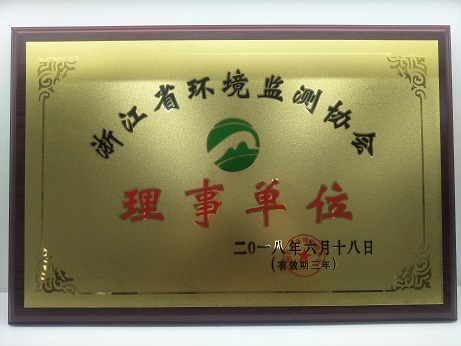 浙江省环境监测协会
理事单位
二0一八年六月十八日
(有效期三年)